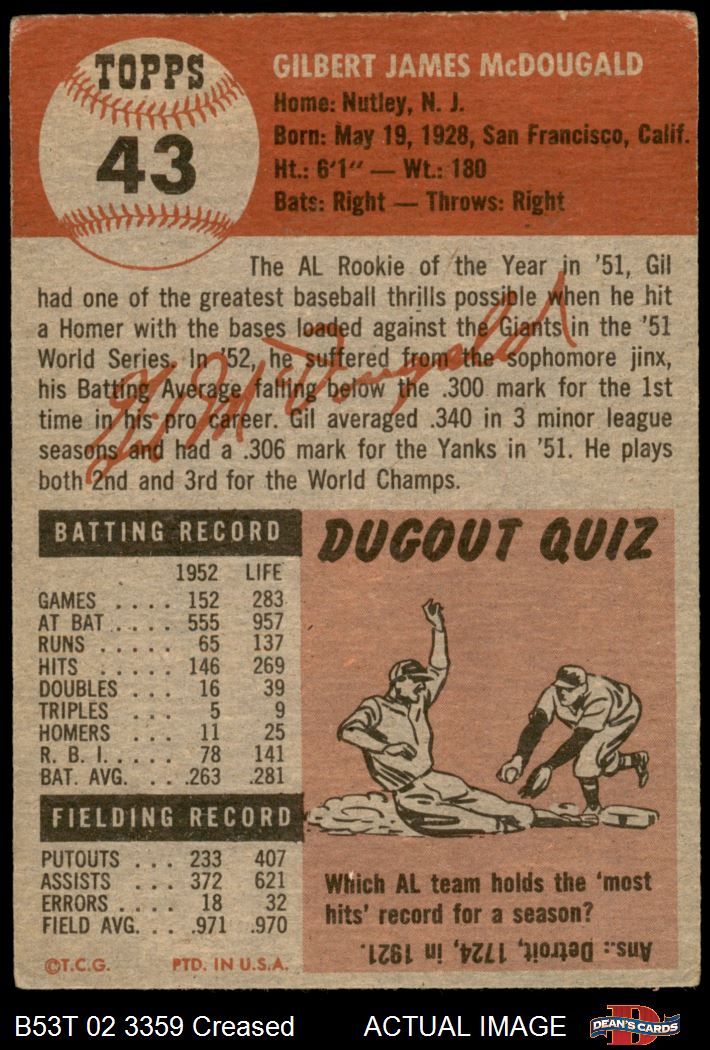 TOPPS
43
GILBERT JAMES McDOUGALD
Home: Nutley, N. J.
Born: May 19, 1928, San Francisco, Calif.
Ht.: 6'1" — Wt.: 180
Bats: Right — Throws: Right
The AL Rookie of the Year in '51, Gil
had one of the greatest baseball thrills possible when he hit
a Homer with the bases loaded against the Giants in the '51
World Series. In '52, he suffered from the sophomore jinx,
his Batting Average falling below the .300 mark for the 1st
time in his pro career. Gil averaged .340 in 3 minor league
seasons and had a .306 mark for the Yanks in '51. He plays
both 2nd and 3rd for the World Champs.
Gil McDougald
BATTING RECORD
1952 LIFE
GAMES .... 152 283
AT BAT .... 555 957
RUNS ..... 65 137
HITS ..... 146 269
DOUBLES ... 16 39
TRIPLES ... 5 9
HOMERS ... 11 25
R. B. I. .... 78 141
BAT. AVG. ... .263 .281
FIELDING RECORD
PUTOUTS ... 233 407
ASSISTS .... 372 621
ERRORS .... 18 32
FIELD AVG. ... .971 .970
©T.C.G. PTD. IN U.S.A.
DUGOUT QUIZ
Which AL team holds the 'most
hits' record for a season?
Ans.: Detroit, 1724, in 1921.
B53T 02 3359 Creased ACTUAL IMAGE
D
DEAN'S CARDS